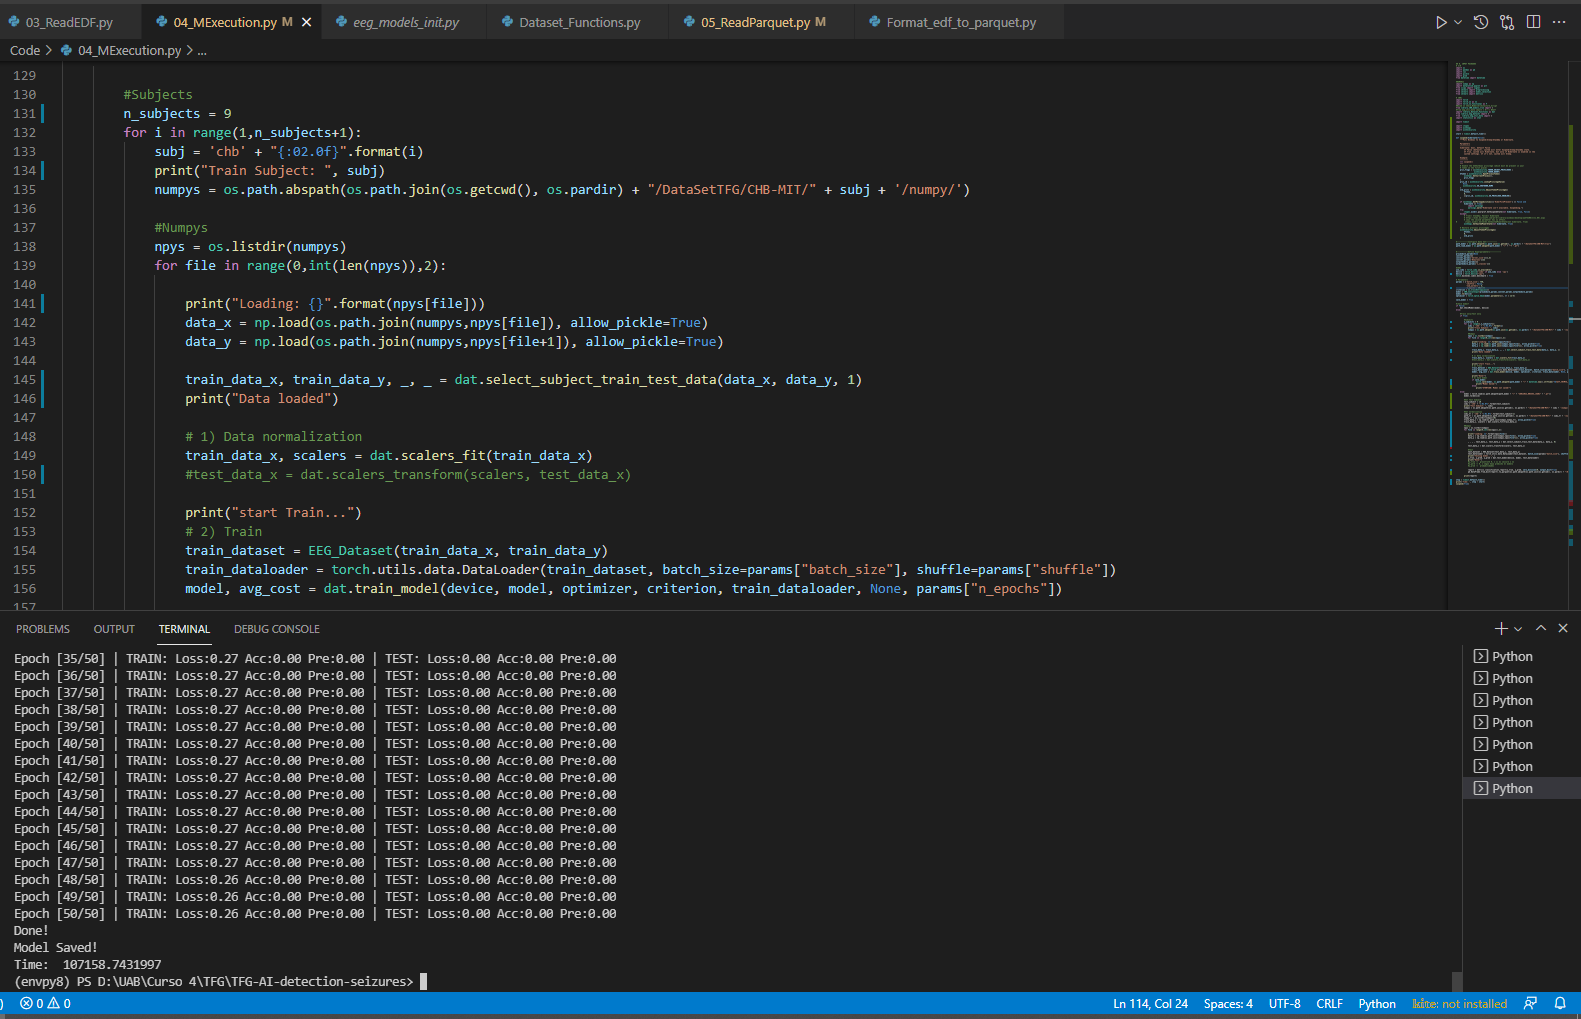 03_ReadEDF.py
04_MExecution.py M
eeg_models_init.py
Dataset_Functions.py
05_ReadParquet.py M
Format_edf_to_parquet.py
Code > 04_MExecution.py > ...
129
130 #Subjects
131 n_subjects = 9
132 for i in range(1,n_subjects+1):
133 subj = 'chb' + "{:02.0f}".format(i)
134 print("Train Subject: ", subj)
135 numpys = os.path.abspath(os.path.join(os.getcwd(), os.pardir) + "/DataSetTFG/CHB-MIT/" + subj + '/numpy/')
136
137 #Numpys
138 npys = os.listdir(numpys)
139 for file in range(0,int(len(npys)),2):
140
141 print("Loading: {}".format(npys[file]))
142 data_x = np.load(os.path.join(numpys,npys[file]), allow_pickle=True)
143 data_y = np.load(os.path.join(numpys,npys[file+1]), allow_pickle=True)
144
145 train_data_x, train_data_y, _, _ = dat.select_subject_train_test_data(data_x, data_y, 1)
146 print("Data loaded")
147
148 # 1) Data normalization
149 train_data_x, scalers = dat.scalers_fit(train_data_x)
150 #test_data_x = dat.scalers_transform(scalers, test_data_x)
151
152 print("start Train...")
153 # 2) Train
154 train_dataset = EEG_Dataset(train_data_x, train_data_y)
155 train_dataloader = torch.utils.data.DataLoader(train_dataset, batch_size=params["batch_size"], shuffle=params["shuffle"])
156 model, avg_cost = dat.train_model(device, model, optimizer, criterion, train_dataloader, None, params["n_epochs"])
157
PROBLEMS OUTPUT TERMINAL DEBUG CONSOLE
Epoch [35/50] | TRAIN: Loss:0.27 Acc:0.00 Pre:0.00 | TEST: Loss:0.00 Acc:0.00 Pre:0.00
Epoch [36/50] | TRAIN: Loss:0.27 Acc:0.00 Pre:0.00 | TEST: Loss:0.00 Acc:0.00 Pre:0.00
Epoch [37/50] | TRAIN: Loss:0.27 Acc:0.00 Pre:0.00 | TEST: Loss:0.00 Acc:0.00 Pre:0.00
Epoch [38/50] | TRAIN: Loss:0.27 Acc:0.00 Pre:0.00 | TEST: Loss:0.00 Acc:0.00 Pre:0.00
Epoch [39/50] | TRAIN: Loss:0.27 Acc:0.00 Pre:0.00 | TEST: Loss:0.00 Acc:0.00 Pre:0.00
Epoch [40/50] | TRAIN: Loss:0.27 Acc:0.00 Pre:0.00 | TEST: Loss:0.00 Acc:0.00 Pre:0.00
Epoch [41/50] | TRAIN: Loss:0.27 Acc:0.00 Pre:0.00 | TEST: Loss:0.00 Acc:0.00 Pre:0.00
Epoch [42/50] | TRAIN: Loss:0.27 Acc:0.00 Pre:0.00 | TEST: Loss:0.00 Acc:0.00 Pre:0.00
Epoch [43/50] | TRAIN: Loss:0.27 Acc:0.00 Pre:0.00 | TEST: Loss:0.00 Acc:0.00 Pre:0.00
Epoch [44/50] | TRAIN: Loss:0.27 Acc:0.00 Pre:0.00 | TEST: Loss:0.00 Acc:0.00 Pre:0.00
Epoch [45/50] | TRAIN: Loss:0.27 Acc:0.00 Pre:0.00 | TEST: Loss:0.00 Acc:0.00 Pre:0.00
Epoch [46/50] | TRAIN: Loss:0.27 Acc:0.00 Pre:0.00 | TEST: Loss:0.00 Acc:0.00 Pre:0.00
Epoch [47/50] | TRAIN: Loss:0.27 Acc:0.00 Pre:0.00 | TEST: Loss:0.00 Acc:0.00 Pre:0.00
Epoch [48/50] | TRAIN: Loss:0.26 Acc:0.00 Pre:0.00 | TEST: Loss:0.00 Acc:0.00 Pre:0.00
Epoch [49/50] | TRAIN: Loss:0.26 Acc:0.00 Pre:0.00 | TEST: Loss:0.00 Acc:0.00 Pre:0.00
Epoch [50/50] | TRAIN: Loss:0.26 Acc:0.00 Pre:0.00 | TEST: Loss:0.00 Acc:0.00 Pre:0.00
Done!
Model Saved!
Time: 107158.7431997
(envpy8) PS D:\UAB\Curso 4\TFG\TFG-AI-detection-seizures>
Python
Python
Python
Python
Python
Python
Python
0 0 Ln 114, Col 24 Spaces: 4 UTF-8 CRLF Python kite: not installed